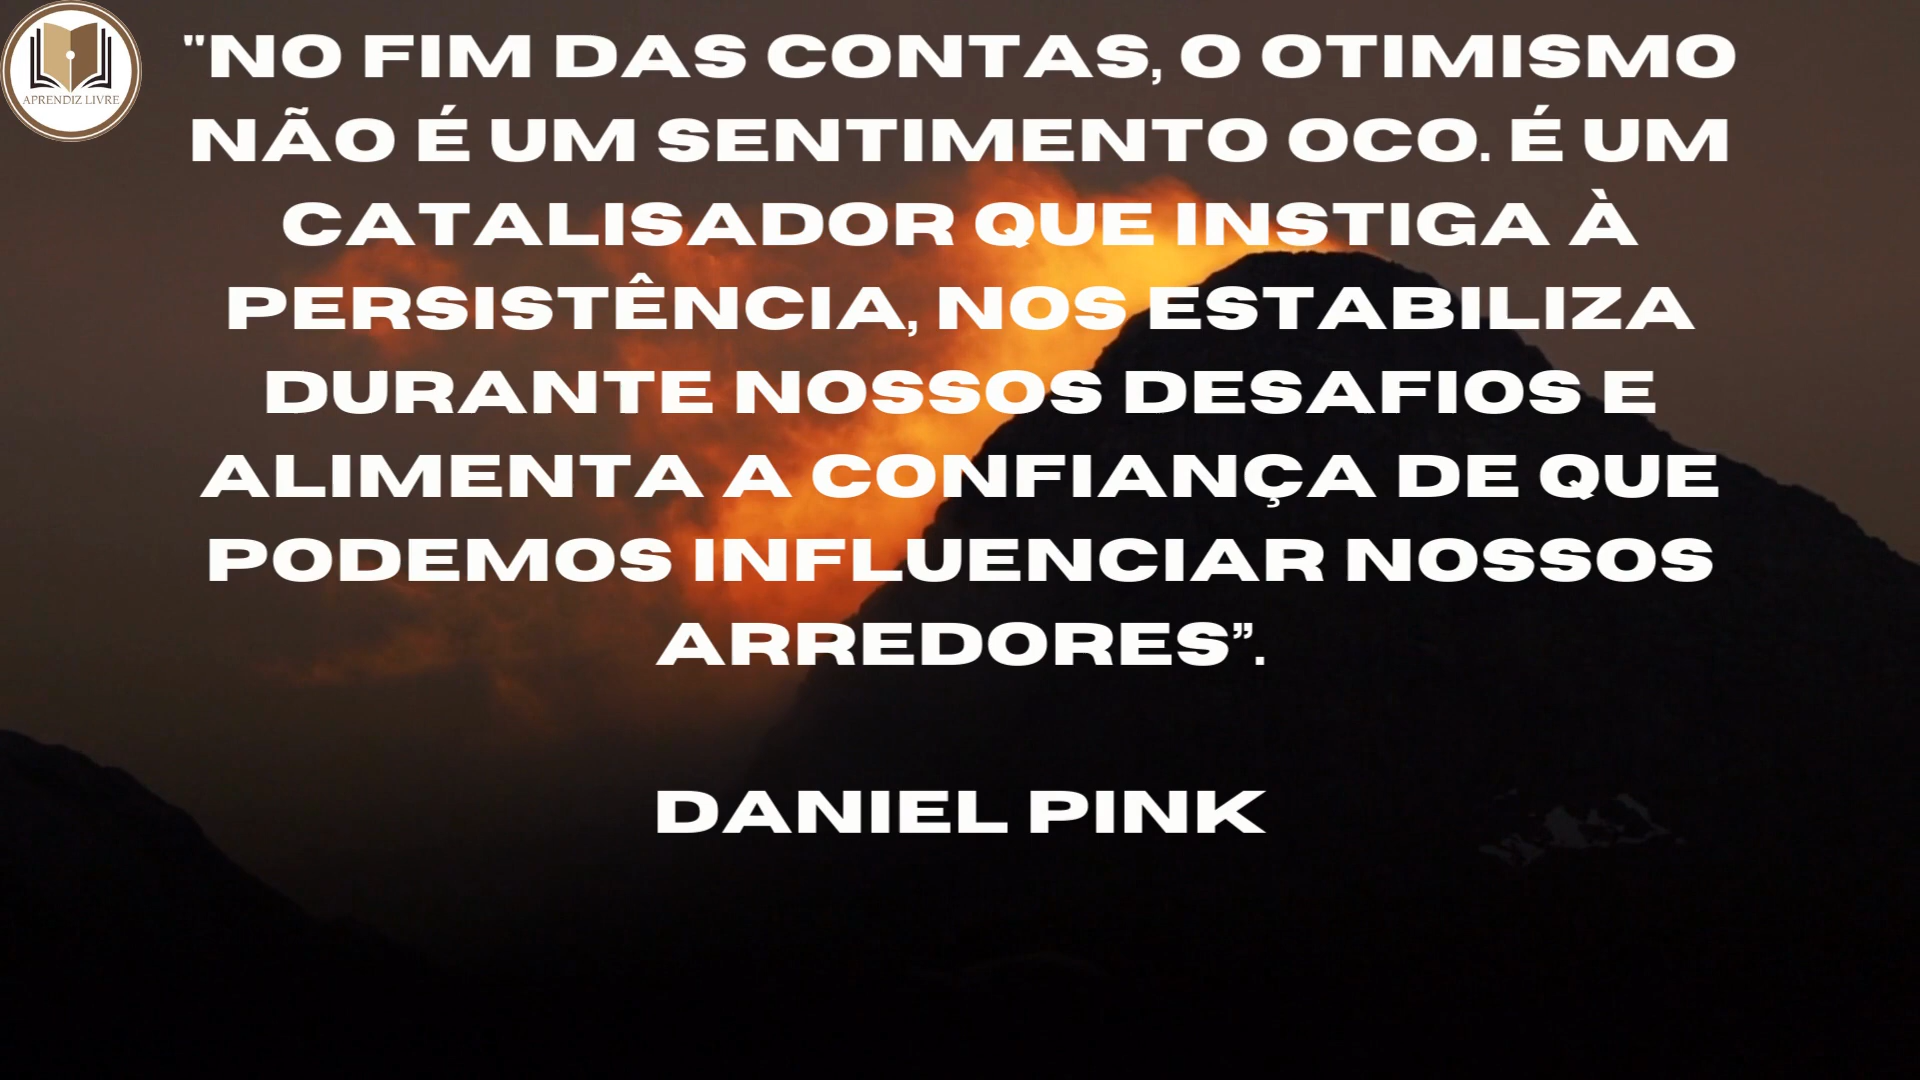 APRENDIZ LIVRE
"NO FIM DAS CONTAS, O OTIMISMO
NÃO É UM SENTIMENTO OCO. É UM
CATALISADOR QUE INSTIGA À
PERSISTÊNCIA, NOS ESTABILIZA
DURANTE NOSSOS DESAFIOS E
ALIMENTA A CONFIANÇA DE QUE
PODEMOS INFLUENCIAR NOSSOS
ARREDORES”.
DANIEL PINK